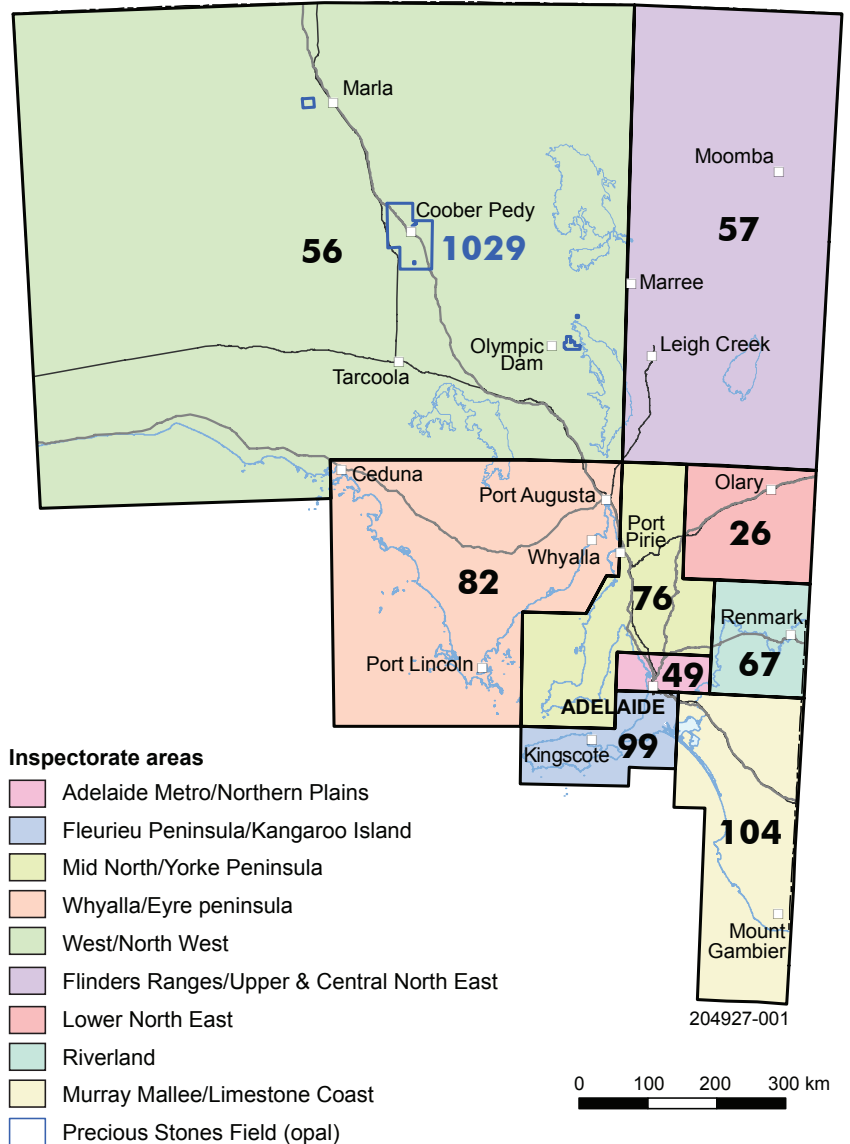 Marla
Moomba
Coober Pedy
57
56
1029
Marree
Olympic
Dam
Leigh Creek
Tarcoola
Ceduna
Olary
Port Augusta
Port
Pirie
26
Whyalla
82
76
Renmark
Port Lincoln
49
67
ADELAIDE
Kingscote
99
104
Mount
Gambier
204927-001
Inspectorate areas
Adelaide Metro/Northern Plains
Fleurieu Peninsula/Kangaroo Island
Mid North/Yorke Peninsula
Whyalla/Eyre peninsula
West/North West
Flinders Ranges/Upper & Central North East
Lower North East
Riverland
Murray Mallee/Limestone Coast
Precious Stones Field (opal)
0 100 200 300 km